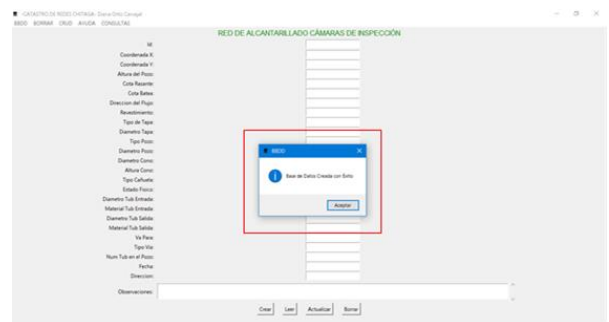 CATASTRO DE REDES CHITAGA- Diana Ortiz Carvajal
BBDD BORRAR CRUD AYUDA CONSULTAS
RED DE ALCANTARILLADO CÁMARAS DE INSPECCIÓN
Id:
Coordenada X:
Coordenada Y:
Altura del Pozo:
Cota Rasante:
Cota Batea:
Direccion del Flujo:
Revestimiento:
Tipo de Tapa:
Diametro Tapa:
Tipo Pozo:
Diametro Pozo:
Diametro Cono:
Altura Cono:
Tipo Cañuela:
Estado Fisico:
Diametro Tub Entrada:
Material Tub Entrada:
Diametro Tub Salida:
Material Tub Salida:
Va Para:
Tipo Via:
Num Tub en el Pozo:
Fecha:
Direccion:
Observaciones:
BBDD
Base de Datos Creada con Éxito
Aceptar
Crear Leer Actualizar Borrar